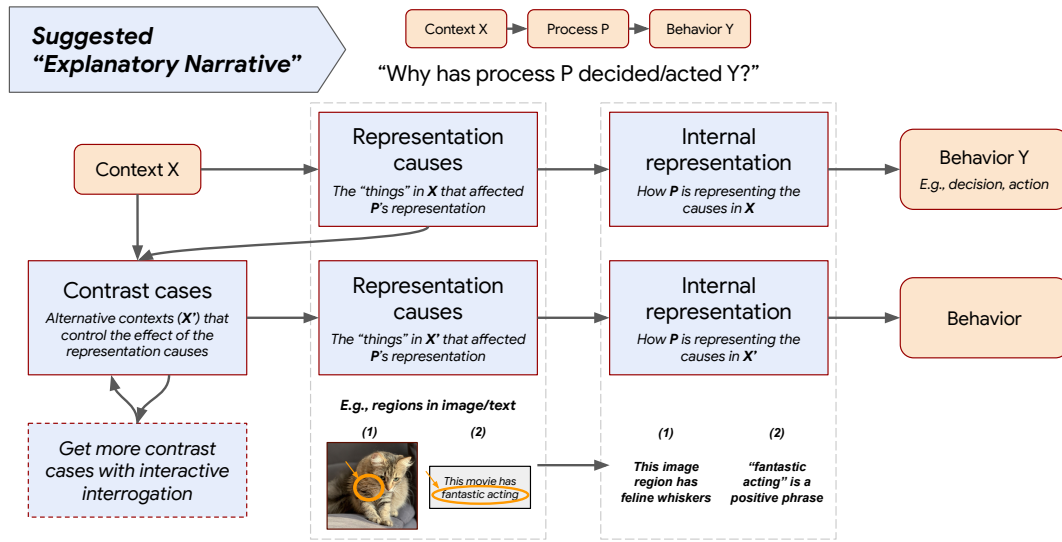 Suggested
“Explanatory Narrative”
Context X
Process P
Behavior Y
“Why has process P decided/acted Y?”
Context X
Representation
causes
The “things” in X that affected
P’s representation
Internal
representation
How P is representing the
causes in X
Behavior Y
E.g., decision, action
Contrast cases
Alternative contexts (X’) that
control the effect of the
representation causes
Representation
causes
The “things” in X’ that affected
P’s representation
Internal
representation
How P is representing the
causes in X’
Behavior
Get more contrast
cases with interactive
interrogation
E.g., regions in image/text
(1)
(2)
This movie has
fantastic acting
(1)
(2)
This image
region has
feline whiskers
“fantastic
acting” is a
positive phrase